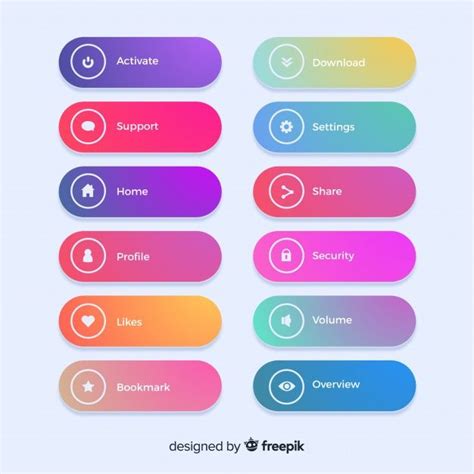 Activate
Download
Support
Settings
Home
Share
Profile
Security
Likes
Volume
Bookmark
Overview
designed by freepik